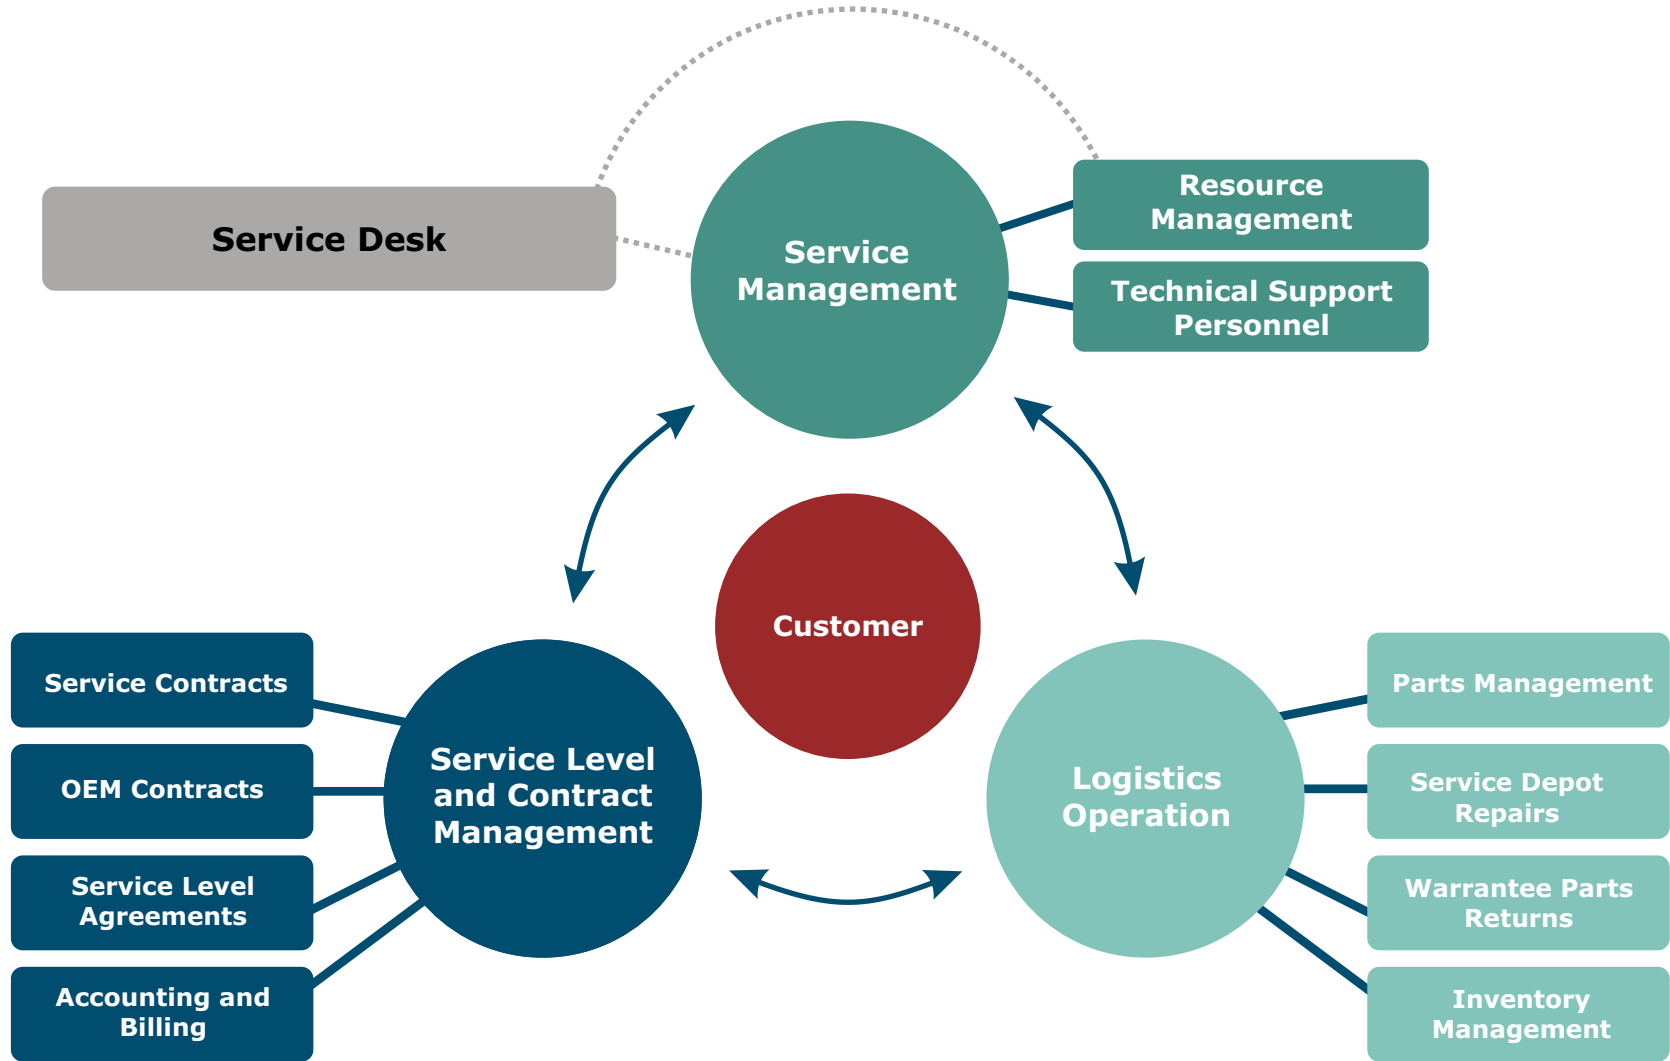 Service Desk
Service
Management
Resource
Management
Technical Support
Personnel
Customer
Service Contracts
OEM Contracts
Service Level
Agreements
Accounting and
Billing
Service Level
and Contract
Management
Logistics
Operation
Parts Management
Service Depot
Repairs
Warrantee Parts
Returns
Inventory
Management